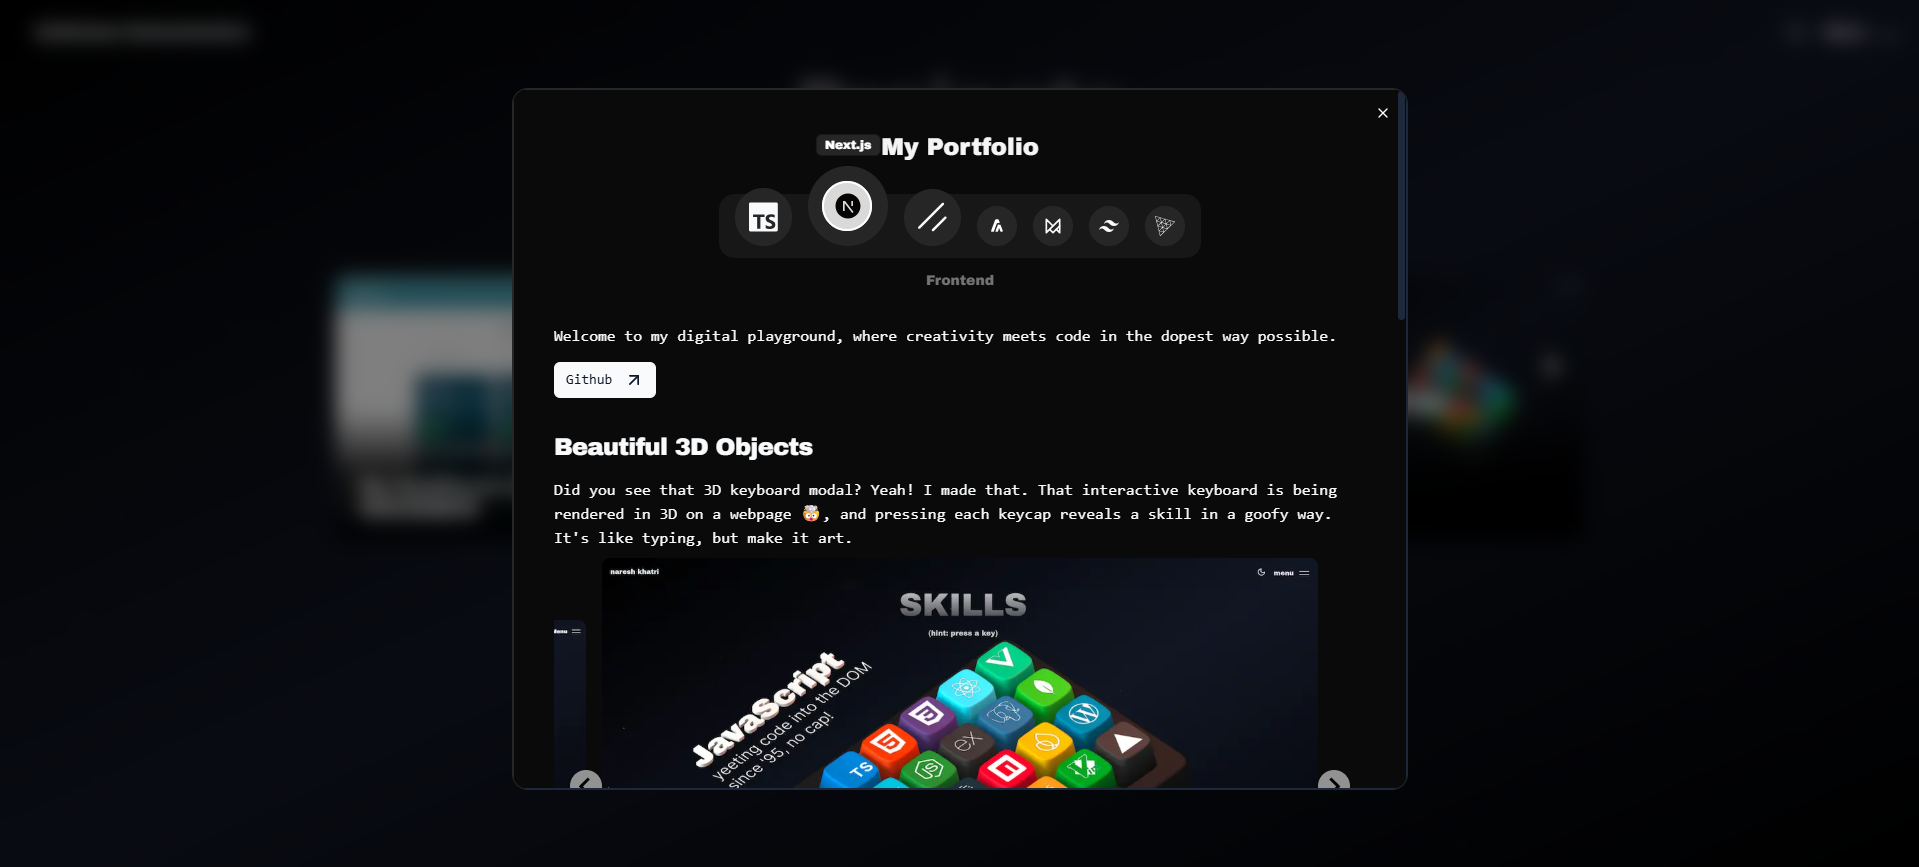 Next.js
My Portfolio
TS
N
Frontend
Welcome to my digital playground, where creativity meets code in the dopest way possible.
Github
Beautiful 3D Objects
Did you see that 3D keyboard modal? Yeah! I made that. That interactive keyboard is being
rendered in 3D on a webpage 🤯, and pressing each keycap reveals a skill in a goofy way.
It's like typing, but make it art.
naresh khatri
menu
SKILLS
(hint: press a key)
JavaScript
yeeting code into the DOM
since '95, no cap!
ex
TS